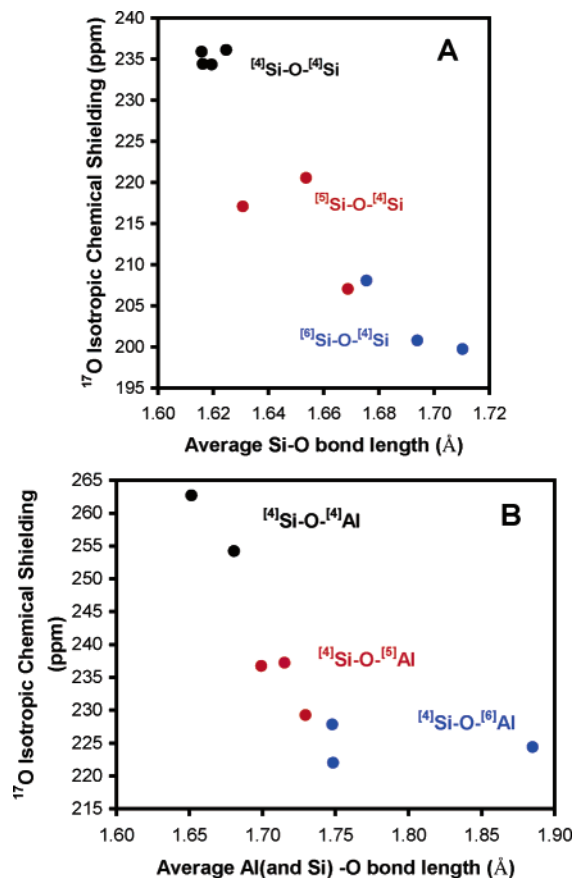 A
240
235
230
225
220
215
210
205
200
195
¹⁷O Isotropic Chemical Shielding (ppm)
[4]Si-O-[4]Si
[5]Si-O-[4]Si
[6]Si-O-[4]Si
1.60 1.62 1.64 1.66 1.68 1.70 1.72
Average Si-O bond length (Å)
B
265
260
255
250
245
240
235
230
225
220
215
¹⁷O Isotropic Chemical Shielding
(ppm)
[4]Si-O-[4]Al
[4]Si-O-[5]Al
[4]Si-O-[6]Al
1.60 1.65 1.70 1.75 1.80 1.85 1.90
Average Al(and Si) -O bond length (Å)